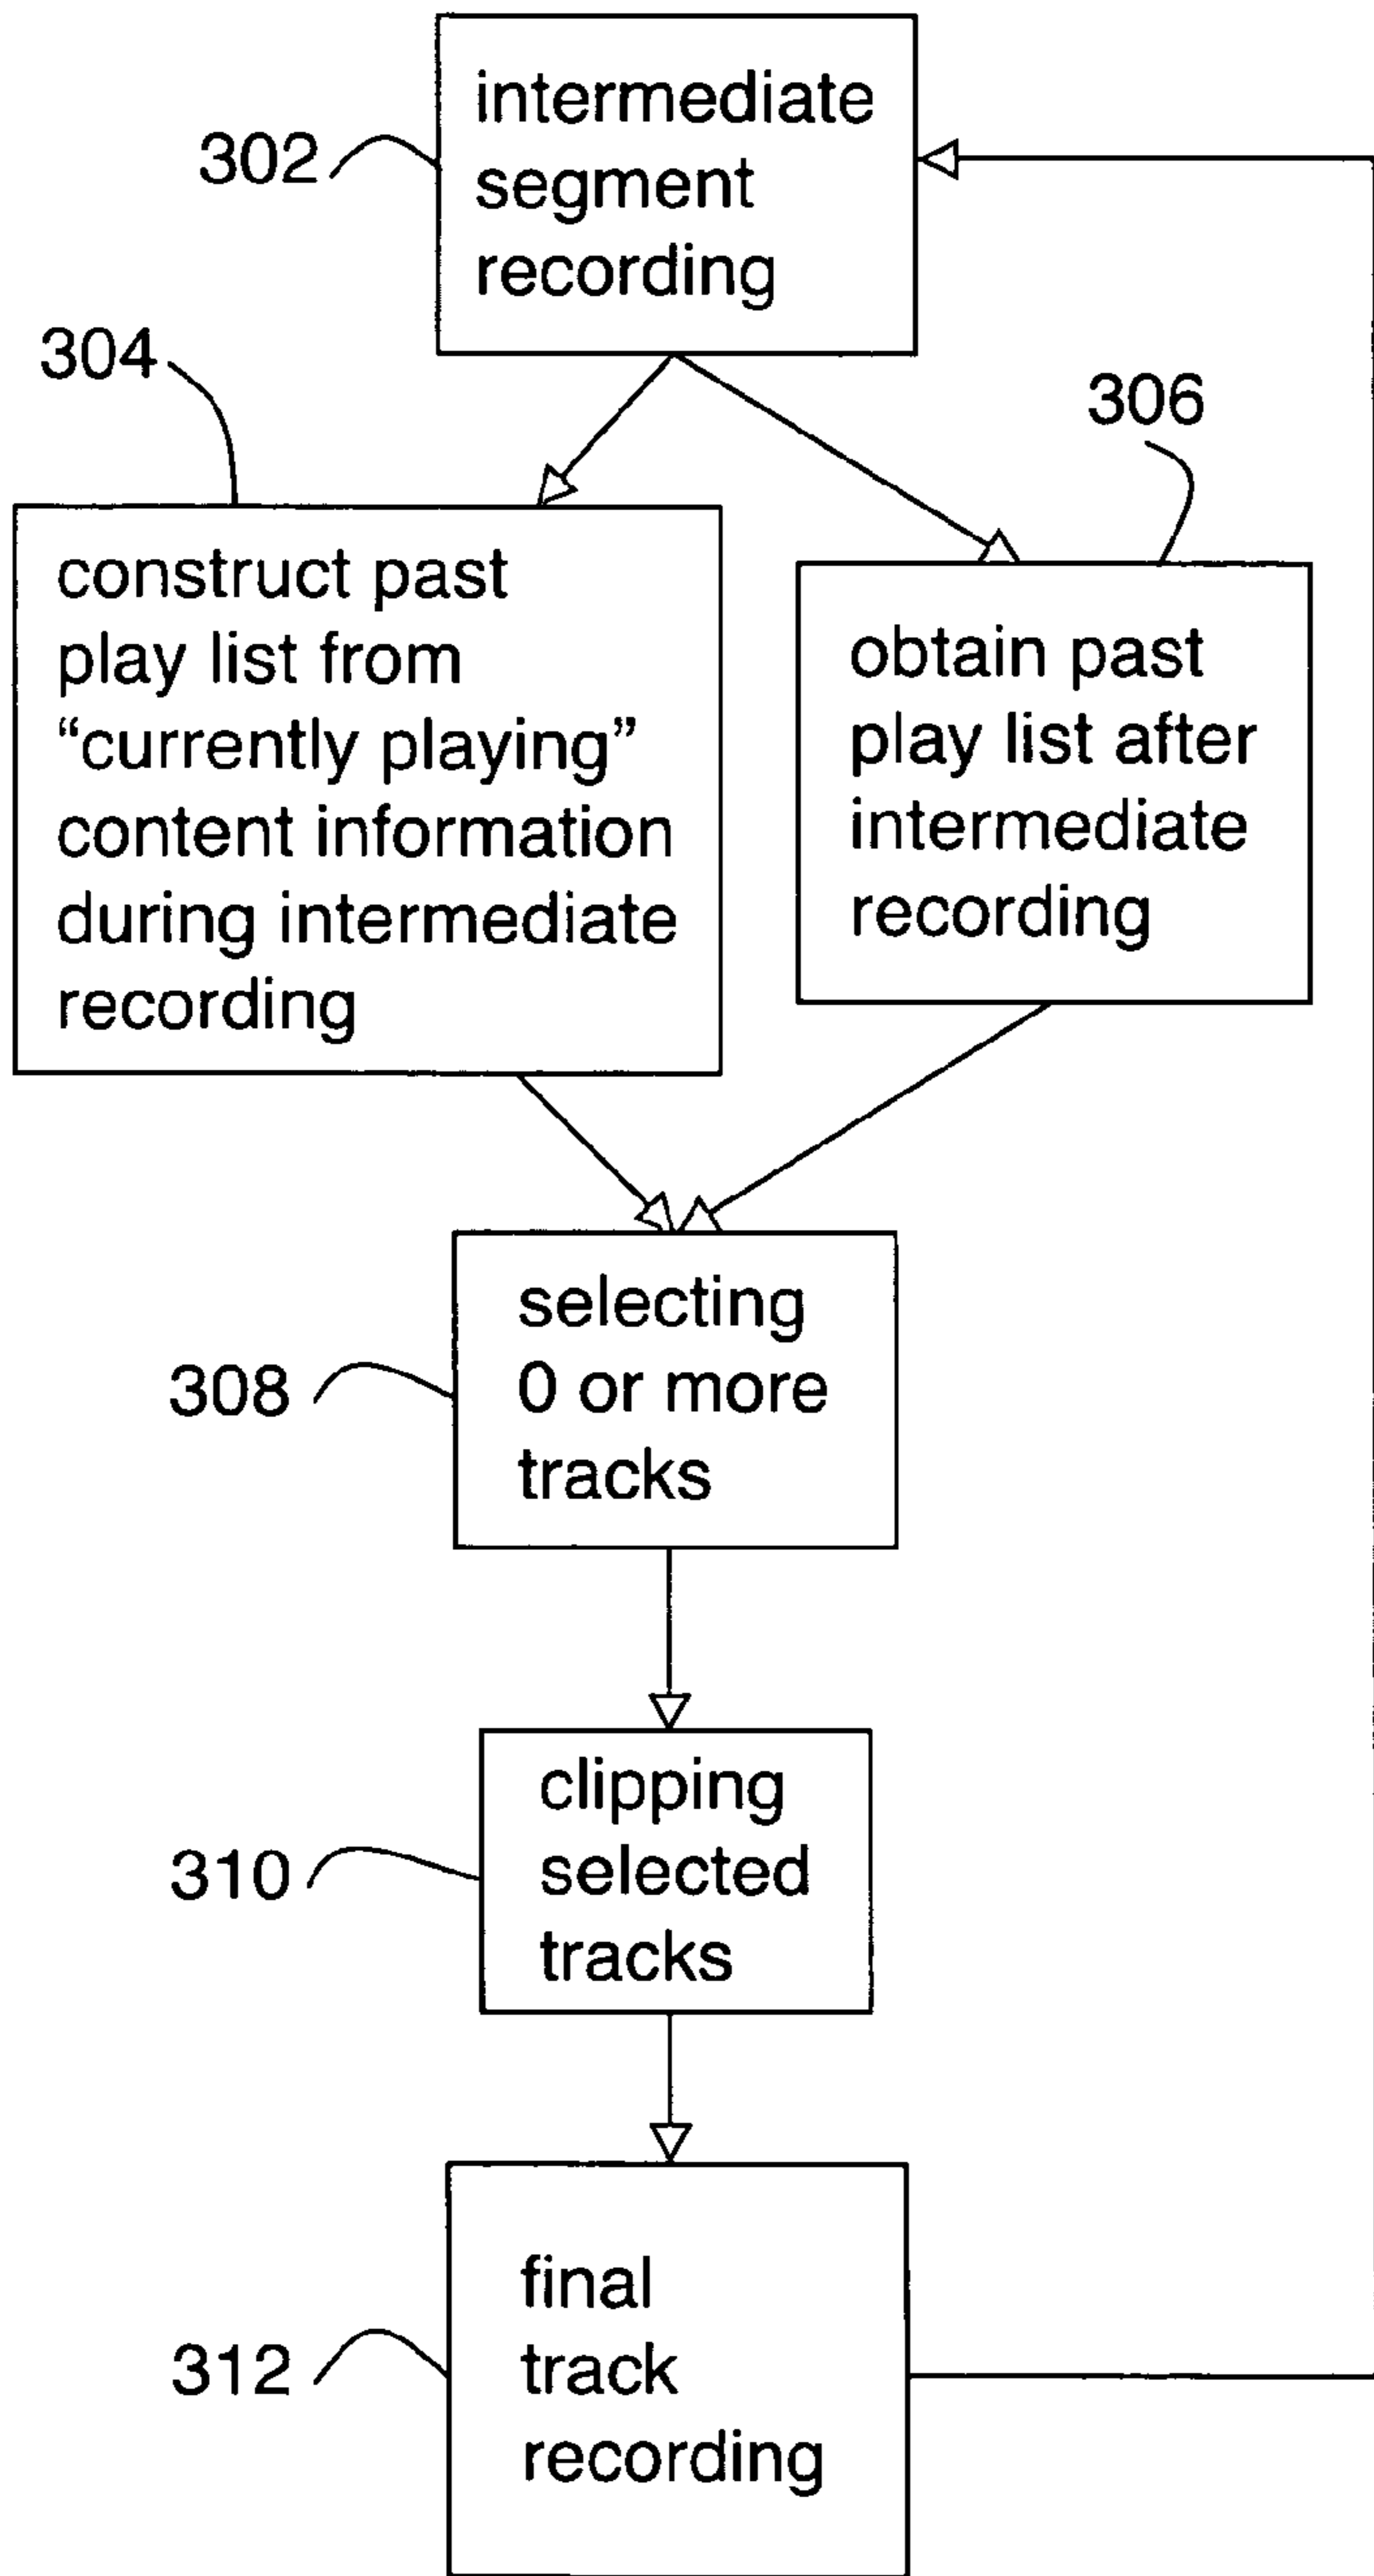 302
intermediate
segment
recording
304
306
construct past
play list from
“currently playing”
content information
during intermediate
recording
obtain past
play list after
intermediate
recording
308
selecting
0 or more
tracks
310
clipping
selected
tracks
312
final
track
recording